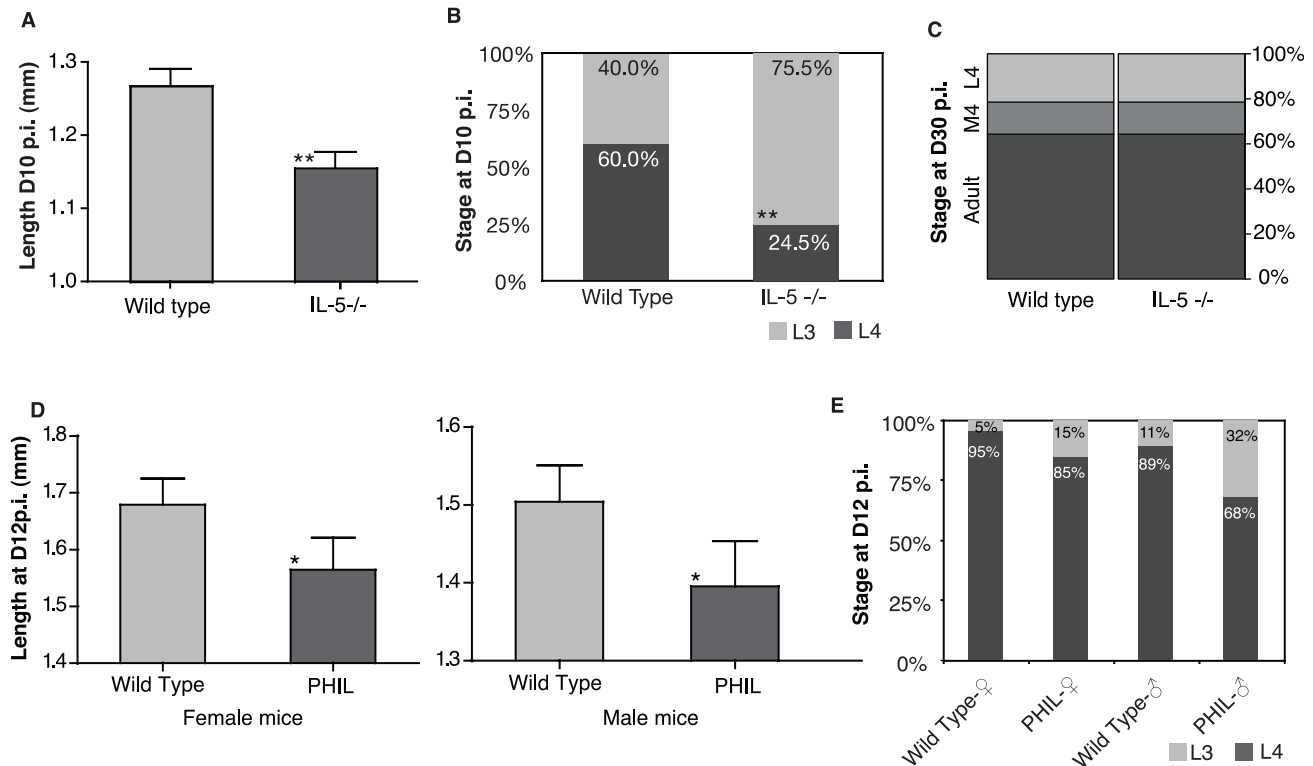 A
Length D10 p.i. (mm)
1.3
1.2
1.1
1.0
**
Wild type
IL-5-/-
B
Stage at D10 p.i.
100%
75%
50%
25%
0%
40.0%
60.0%
75.5%
**
24.5%
Wild Type
IL-5 -/-
L3
L4
C
Stage at D30 p.i.
L4
M4
Adult
100%
80%
60%
40%
20%
0%
Wild type
IL-5 -/-
D
Length at D12p.i. (mm)
1.8
1.7
1.6
1.5
1.4
*
Wild Type
PHIL
Female mice
1.6
1.5
1.4
1.3
*
Wild Type
PHIL
Male mice
E
Stage at D12 p.i.
100%
75%
50%
25%
0%
5%
95%
15%
85%
11%
89%
32%
68%
Wild Type-♀
PHIL-♀
Wild Type-♂
PHIL-♂
L3
L4